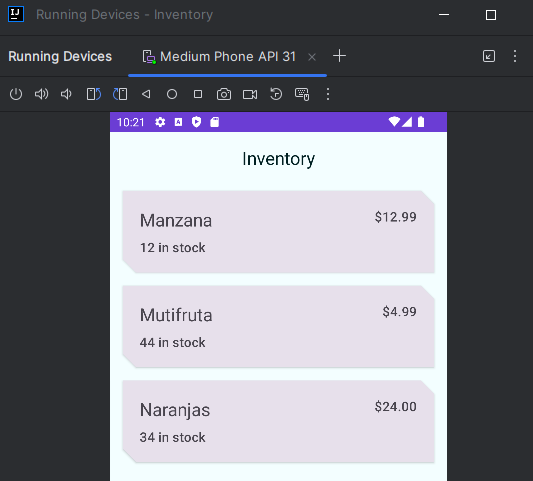 IJ
Running Devices - Inventory
Running Devices
Medium Phone API 31
10:21
A
Inventory
Manzana
$12.99
12 in stock
Mutifruta
$4.99
44 in stock
Naranjas
$24.00
34 in stock